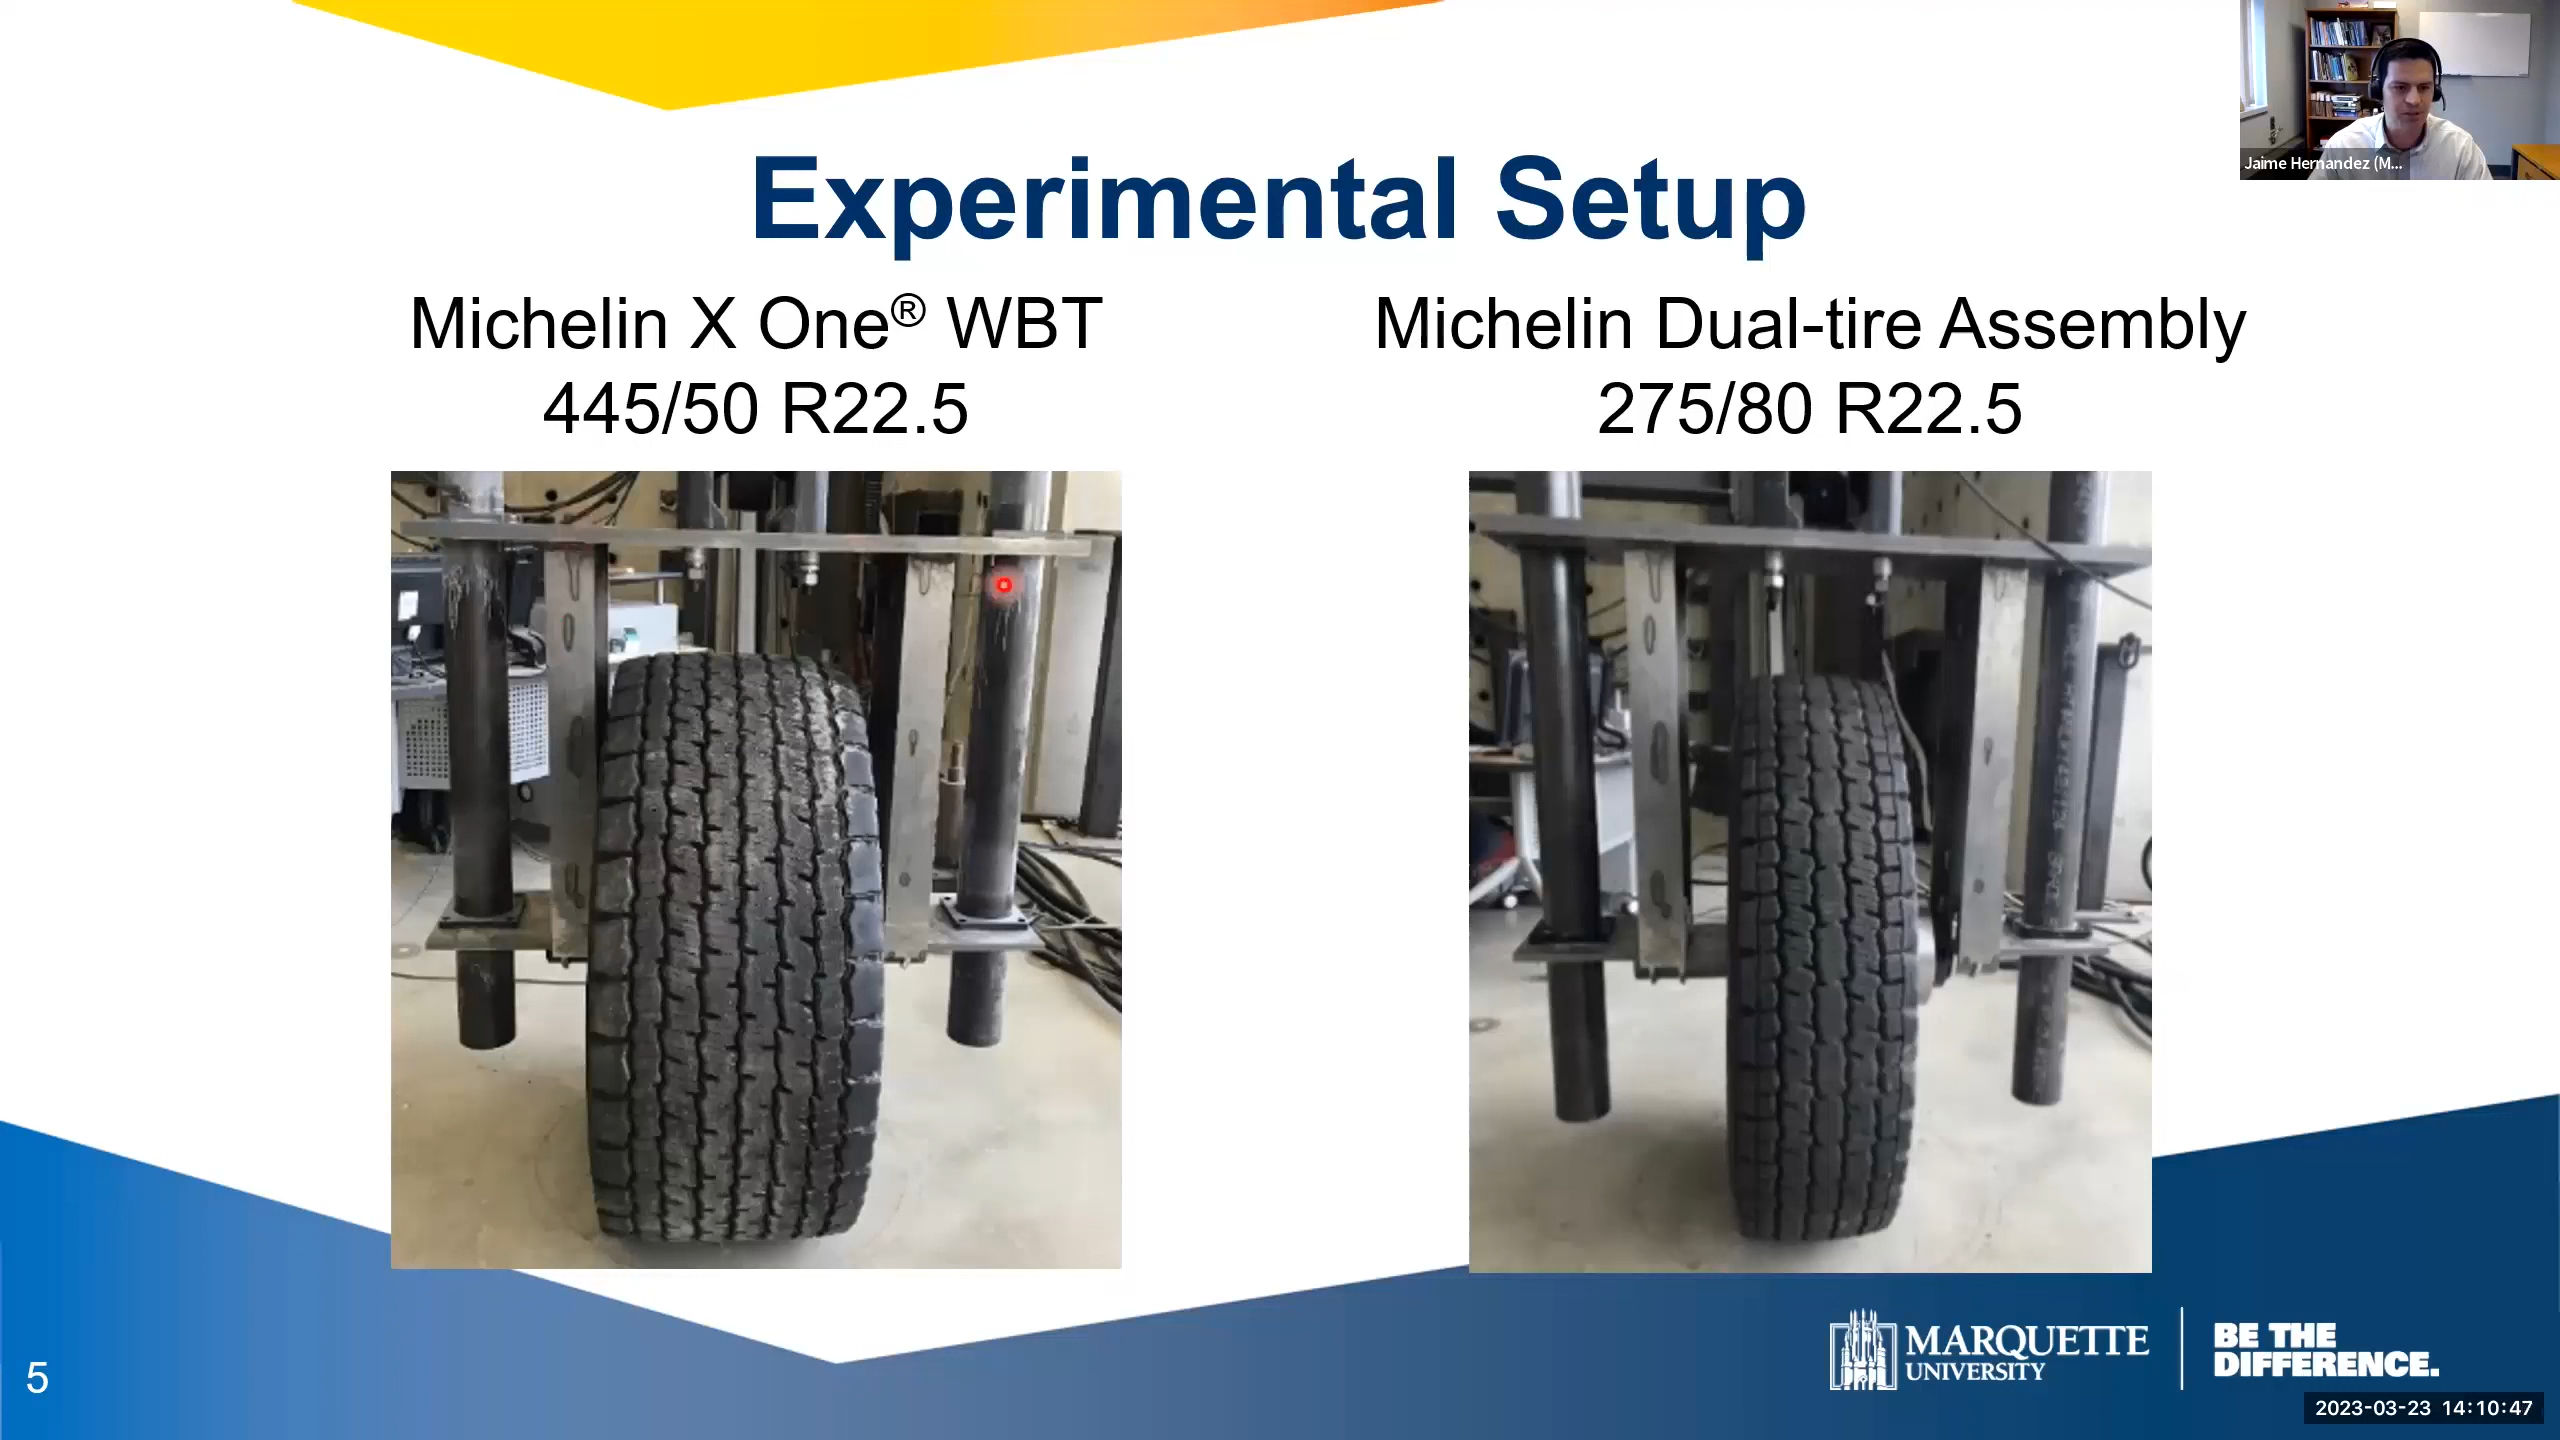 Jaime Hernandez (M...
Experimental Setup
Michelin X One® WBT
445/50 R22.5
Michelin Dual-tire Assembly
275/80 R22.5
5
MARQUETTE
UNIVERSITY
BE THE
DIFFERENCE.
2023-03-23 14:10:47